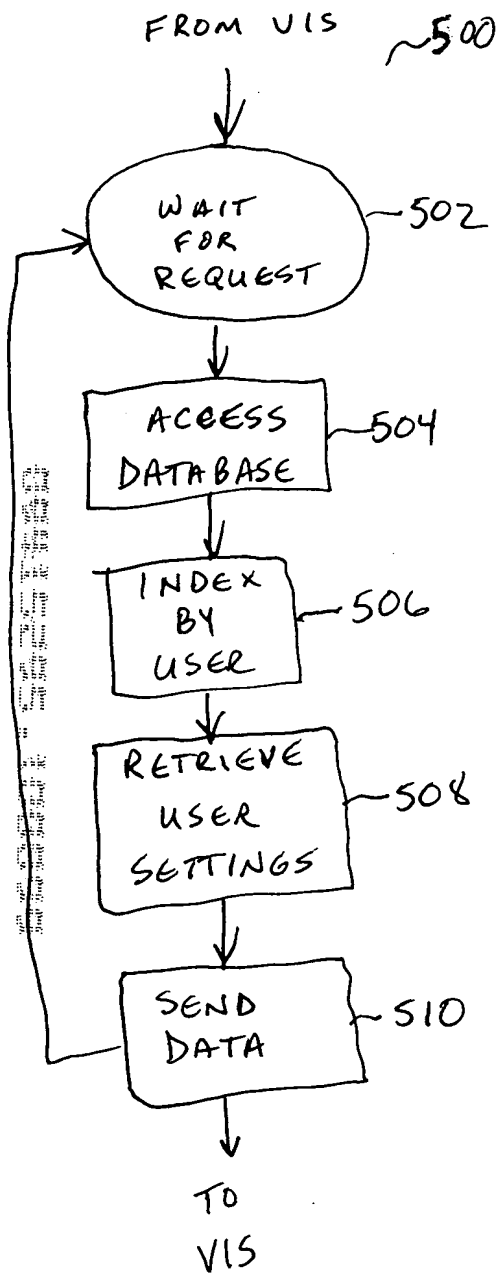 FROM VIS
500
WAIT
FOR
REQUEST
502
ACCESS
DATABASE
504
INDEX
BY
USER
506
RETRIEVE
USER
SETTINGS
508
SEND
DATA
510
TO
VIS